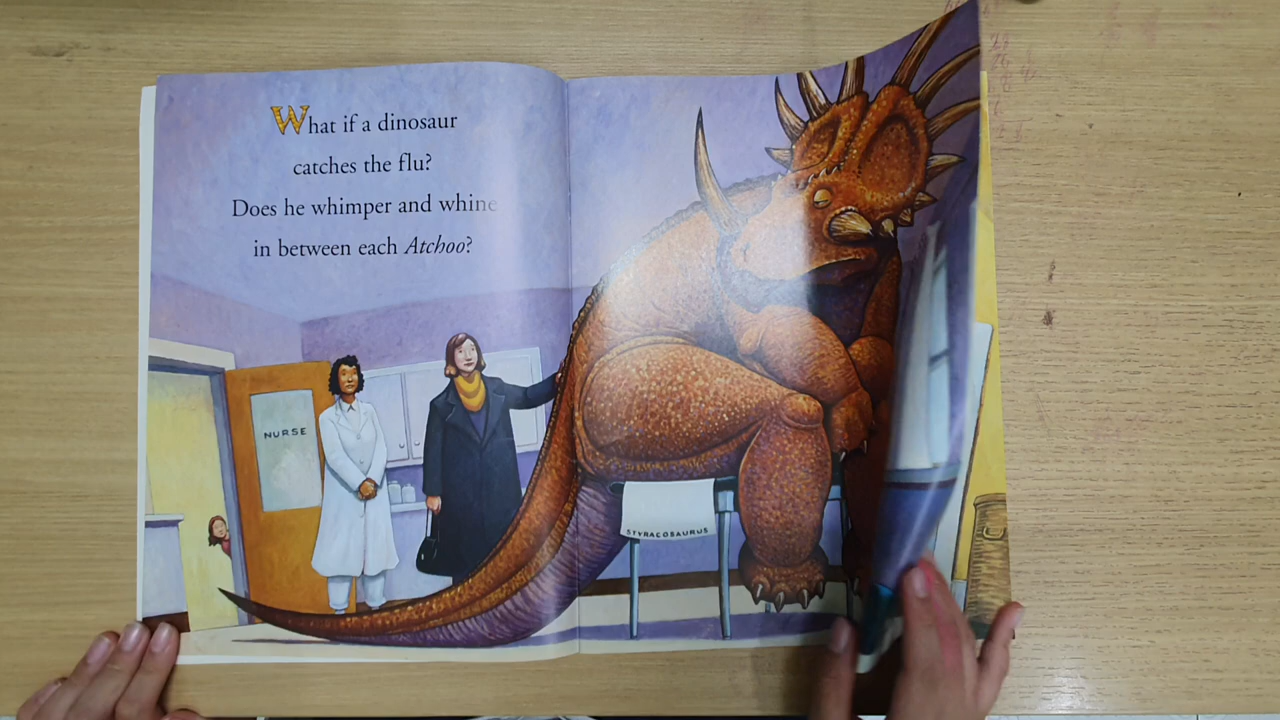 What if a dinosaur
catches the flu?
Does he whimper and whine
in between each Atchoo?
NURSE
STYRACOSAURUS